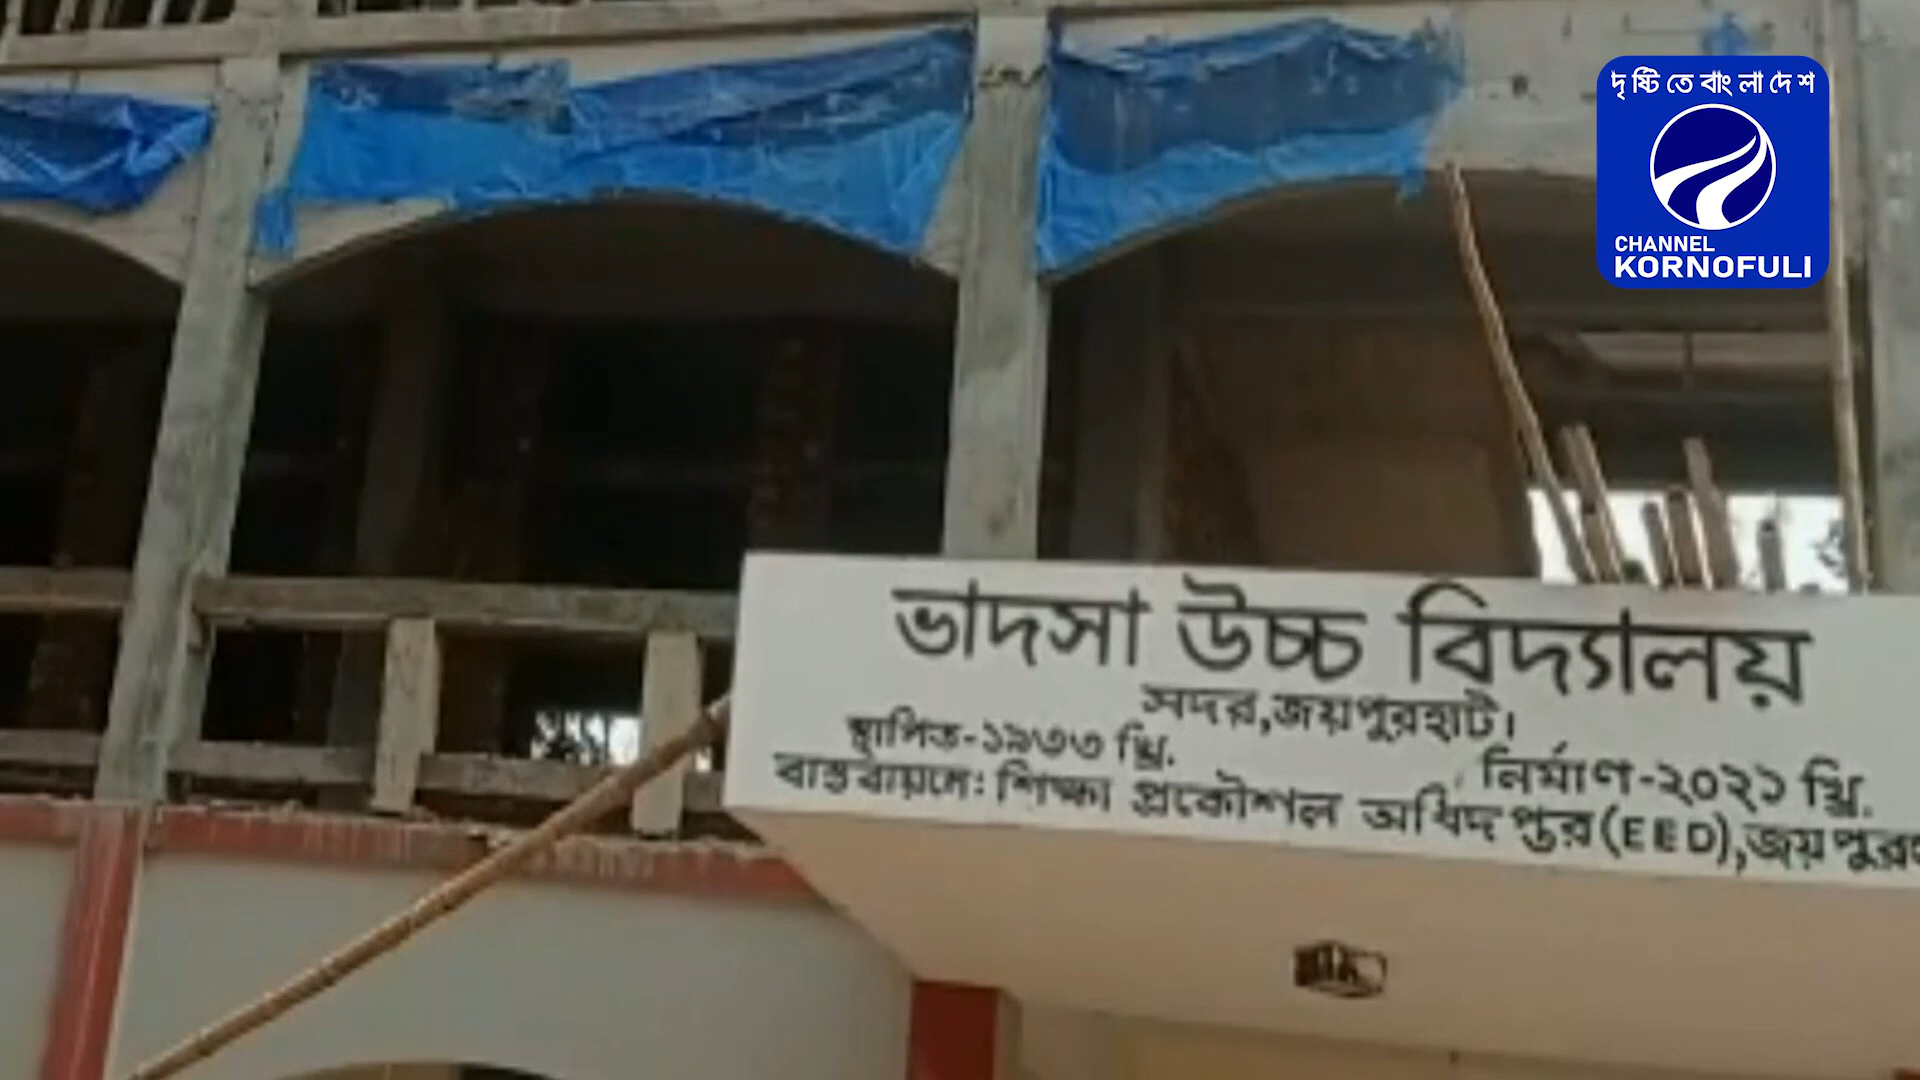 দৃষ্টিতে বাংলাদেশ
CHANNEL
KORNOFULI
ভাদসা উচ্চ বিদ্যালয়
সদর,জয়পুরহাট।
স্থাপিত-১৯৩৩ খ্রি.
নির্মাণ-২০২১ খ্রি.
বাস্তবায়নে: শিক্ষা প্রকৌশল অধিদপ্তর(EED),